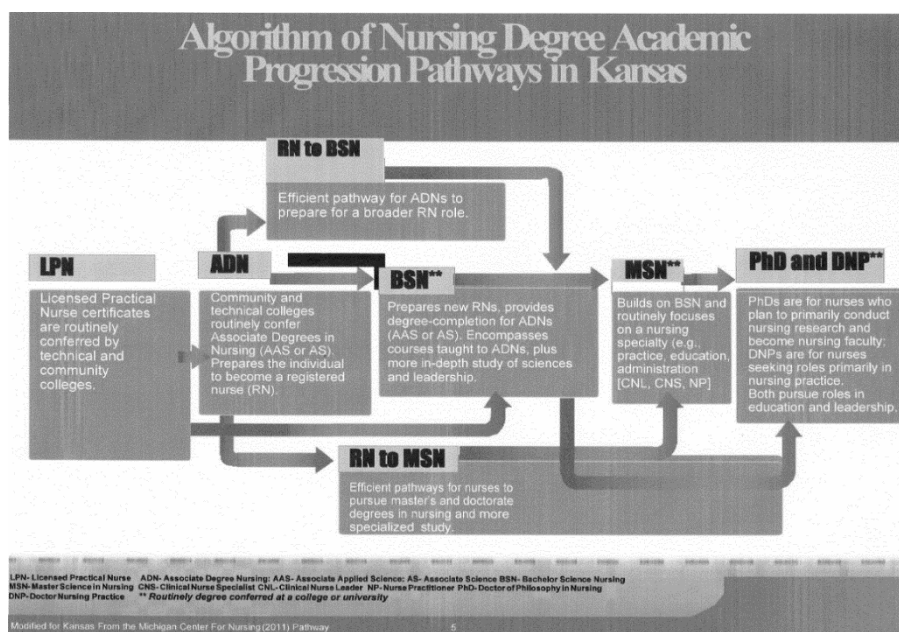 Algorithm of Nursing Degree Academic
Progression Pathways in Kansas
RN to BSN
Efficient pathway for ADNs to
prepare for a broader RN role.
LPN
Licensed Practical
Nurse certificates
are routinely
conferred by
technical and
community
colleges.
ADN
Community and
technical colleges
routinely confer
Associate Degrees in
Nursing (AAS or AS).
Prepares the individual
to become a registered
nurse (RN).
BSN**
Prepares new RNs, provides
degree-completion for ADNs
(AAS or AS). Encompasses
courses taught to ADNs, plus
more in-depth study of sciences
and leadership.
MSN**
Builds on BSN and
routinely focuses
on a nursing
specialty (e.g.,
practice, education,
administration
[CNL, CNS, NP]
PhD and DNP**
PhDs are for nurses who
plan to primarily conduct
nursing research and
become nursing faculty;
DNPs are for nurses
seeking roles primarily in
nursing practice.
Both pursue roles in
education and leadership.
RN to MSN
Efficient pathways for nurses to
pursue master's and doctorate
degrees in nursing and more
specialized study.
LPN- Licensed Practical Nurse ADN- Associate Degree Nursing: AAS- Associate Applied Science: AS- Associate Science BSN- Bachelor Science Nursing
MSN- Master Science in Nursing CNS- Clinical Nurse Specialist CNL- Clinical Nurse Leader NP- Nurse Practitioner PhD- Doctor of Philosophy in Nursing
DNP- Doctor Nursing Practice ** Routinely degree conferred at a college or university
Modified for Kansas From the Michigan Center For Nursing (2011) Pathway 5